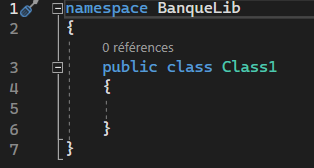 1 namespace BanqueLib
2 {
0 références
3 public class Class1
4 {
5
6 }
7 }